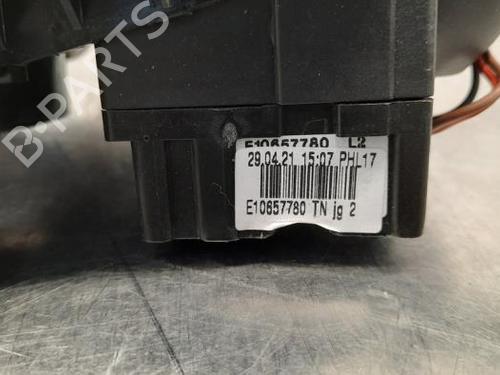 B-PARTS
E10657780 L2
29.04.21 15:07 PHL17
E10657780 TN jg 2